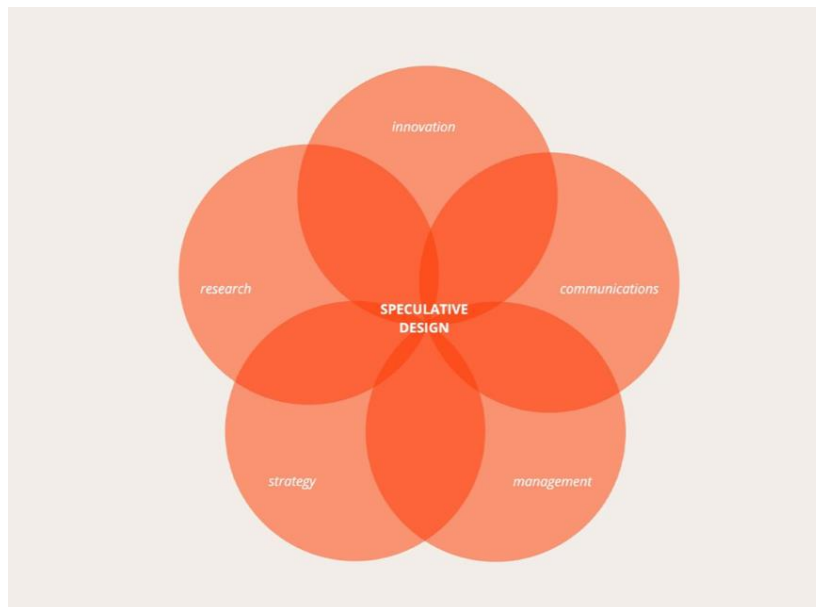 innovation
research
communications
SPECULATIVE
DESIGN
strategy
management